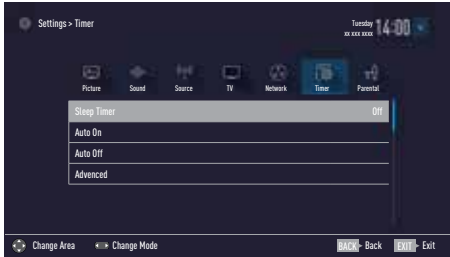 Settings > Timer
Tuesday
xx xxx xxxx
14:00
Picture Sound Source TV Network Timer Parental
Sleep Timer Off
Auto On
Auto Off
Advanced
Change Area Change Mode BACK Back EXIT Exit